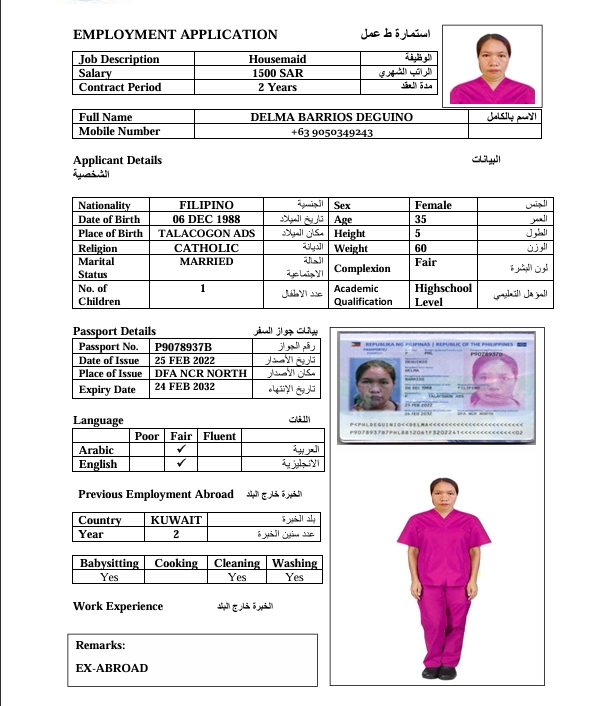 EMPLOYMENT APPLICATION استمارة ط عمل
Job Description Housemaid الوظيفة
Salary 1500 SAR الراتب الشهري
Contract Period 2 Years مدة العقد
Full Name DELMA BARRIOS DEGUINO الاسم بالكامل
Mobile Number +63 9050349243
Applicant Details البيانات
الشخصية
Nationality FILIPINO الجنسية Sex Female الجنس
Date of Birth 06 DEC 1988 تاريخ الميلاد Age 35 العمر
Place of Birth TALACOGON ADS مكان الميلاد Height 5 الطول
Religion CATHOLIC الديانة Weight 60 الوزن
Marital Status MARRIED الحالة الاجتماعية Complexion Fair لون البشرة
No. of Children 1 عدد الاطفال Academic Qualification Highschool Level المؤهل التعليمي
Passport Details بيانات جواز السفر
Passport No. P9078937B رقم الجواز
Date of Issue 25 FEB 2022 تاريخ الأصدار
Place of Issue DFA NCR NORTH مكان الأصدار
Expiry Date 24 FEB 2032 تاريخ الإنتهاء
REPUBLIKA NG PILIPINAS | REPUBLIC OF THE PHILIPPINES
P PHL P9078937B
DELMA
BARRIOS
06 DEC 1988 FILIPINO
TALACOGON ADS
25 FEB 2022
24 FEB 2032 DFA NCR NORTH
Language اللغات
Poor Fair Fluent
Arabic ✓ العربية
English ✓ الانجليزية
Previous Employment Abroad الخبرة خارج البلد
Country KUWAIT بلد الخبرة
Year 2 عدد سنين الخبرة
Babysitting Cooking Cleaning Washing
Yes Yes Yes
Work Experience الخبرة خارج البلد
Remarks:
EX-ABROAD